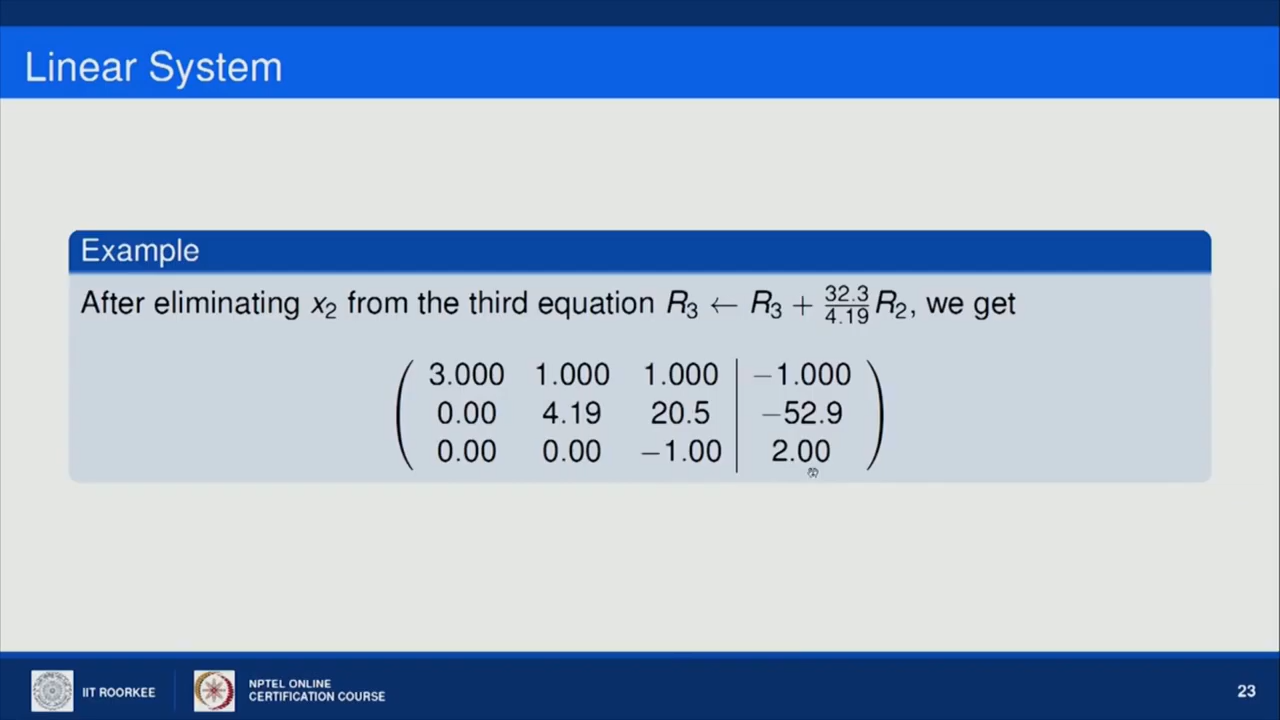 Linear System
Example
After eliminating x₂ from the third equation R₃ ← R₃ + 32.3/4.19 R₂, we get
3.000 1.000 1.000 | −1.000
0.00 4.19 20.5 | −52.9
0.00 0.00 −1.00 | 2.00
IIT ROORKEE
NPTEL ONLINE
CERTIFICATION COURSE
23